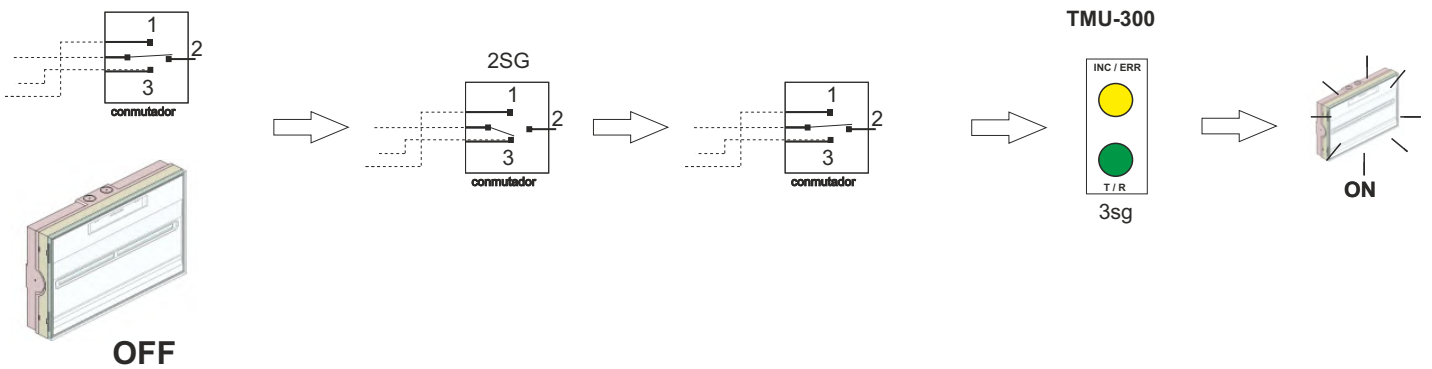 1
2
3
conmutador
OFF
2SG
1
2
3
conmutador
1
2
3
conmutador
TMU-300
INC / ERR
T / R
3sg
ON